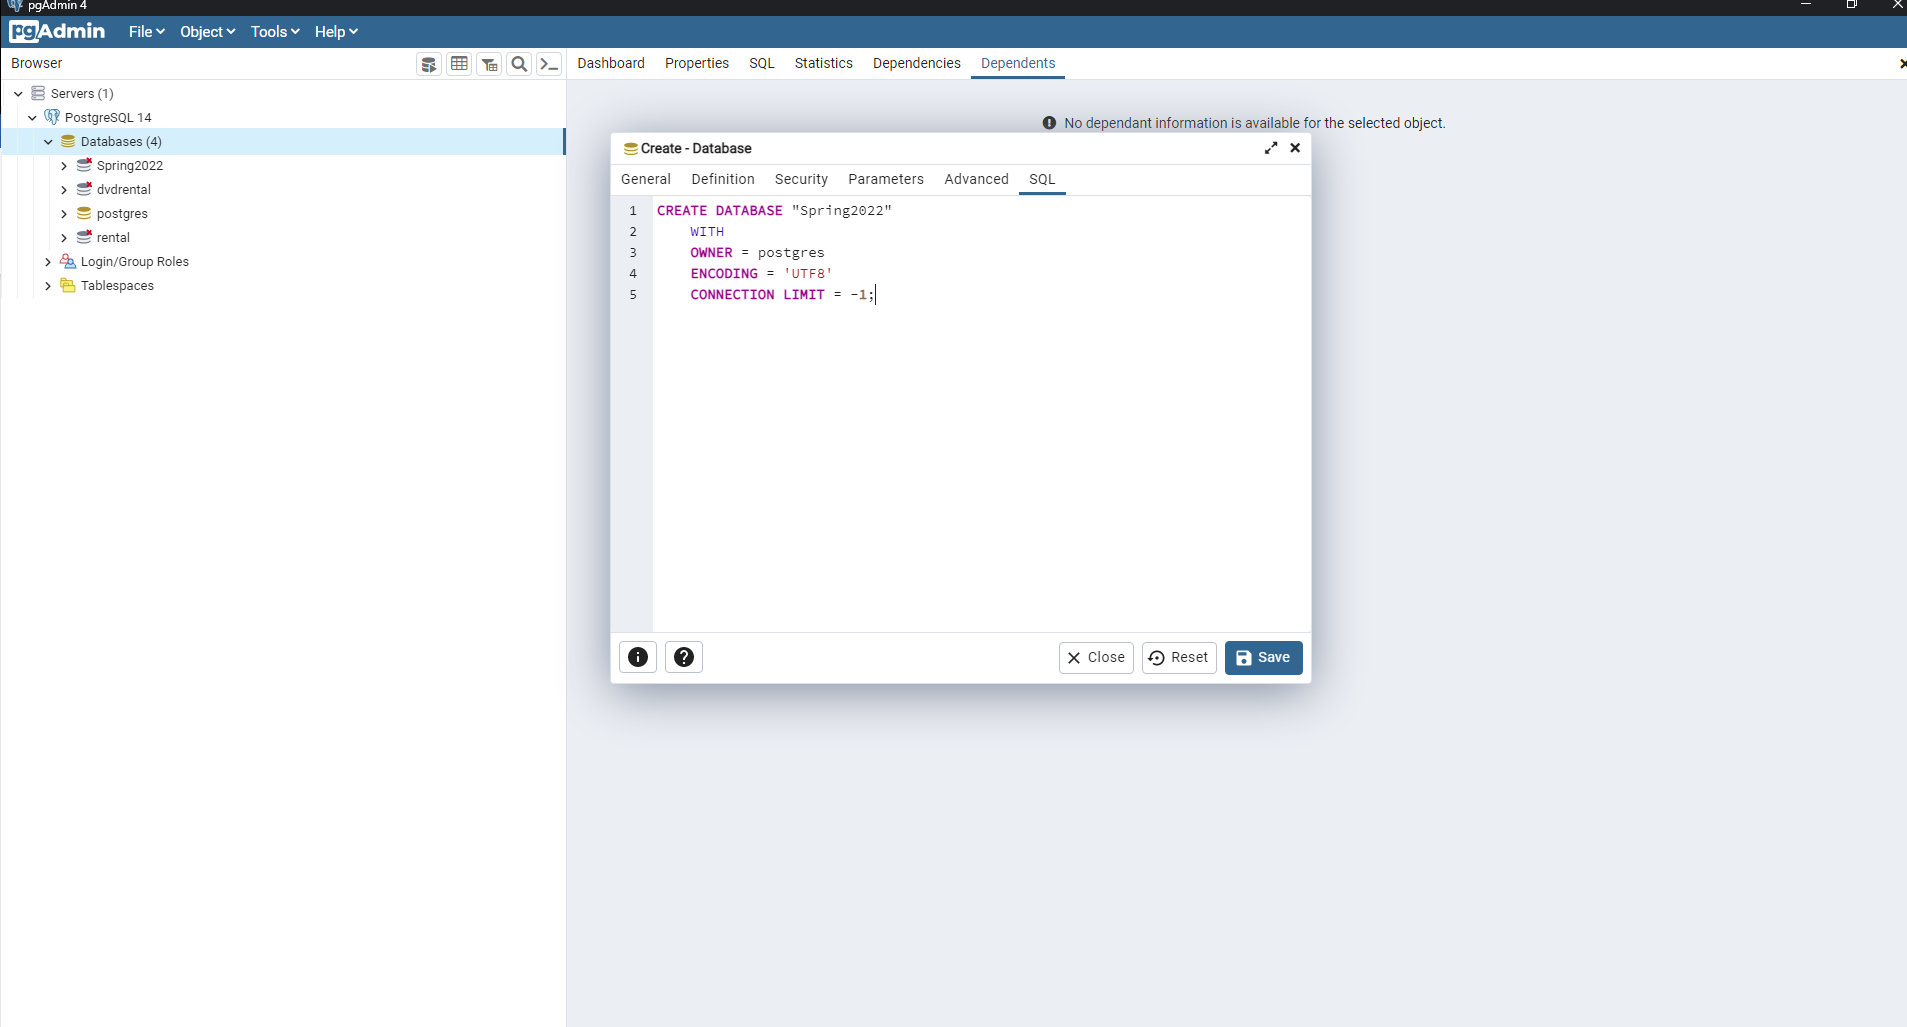 pgAdmin 4
pgAdmin File Object Tools Help
Browser
Dashboard Properties SQL Statistics Dependencies Dependents
Servers (1)
PostgreSQL 14
Databases (4)
Spring2022
dvdrental
postgres
rental
Login/Group Roles
Tablespaces
No dependant information is available for the selected object.
Create - Database
General Definition Security Parameters Advanced SQL
1 CREATE DATABASE "Spring2022"
2 WITH
3 OWNER = postgres
4 ENCODING = 'UTF8'
5 CONNECTION LIMIT = -1;
Close Reset Save